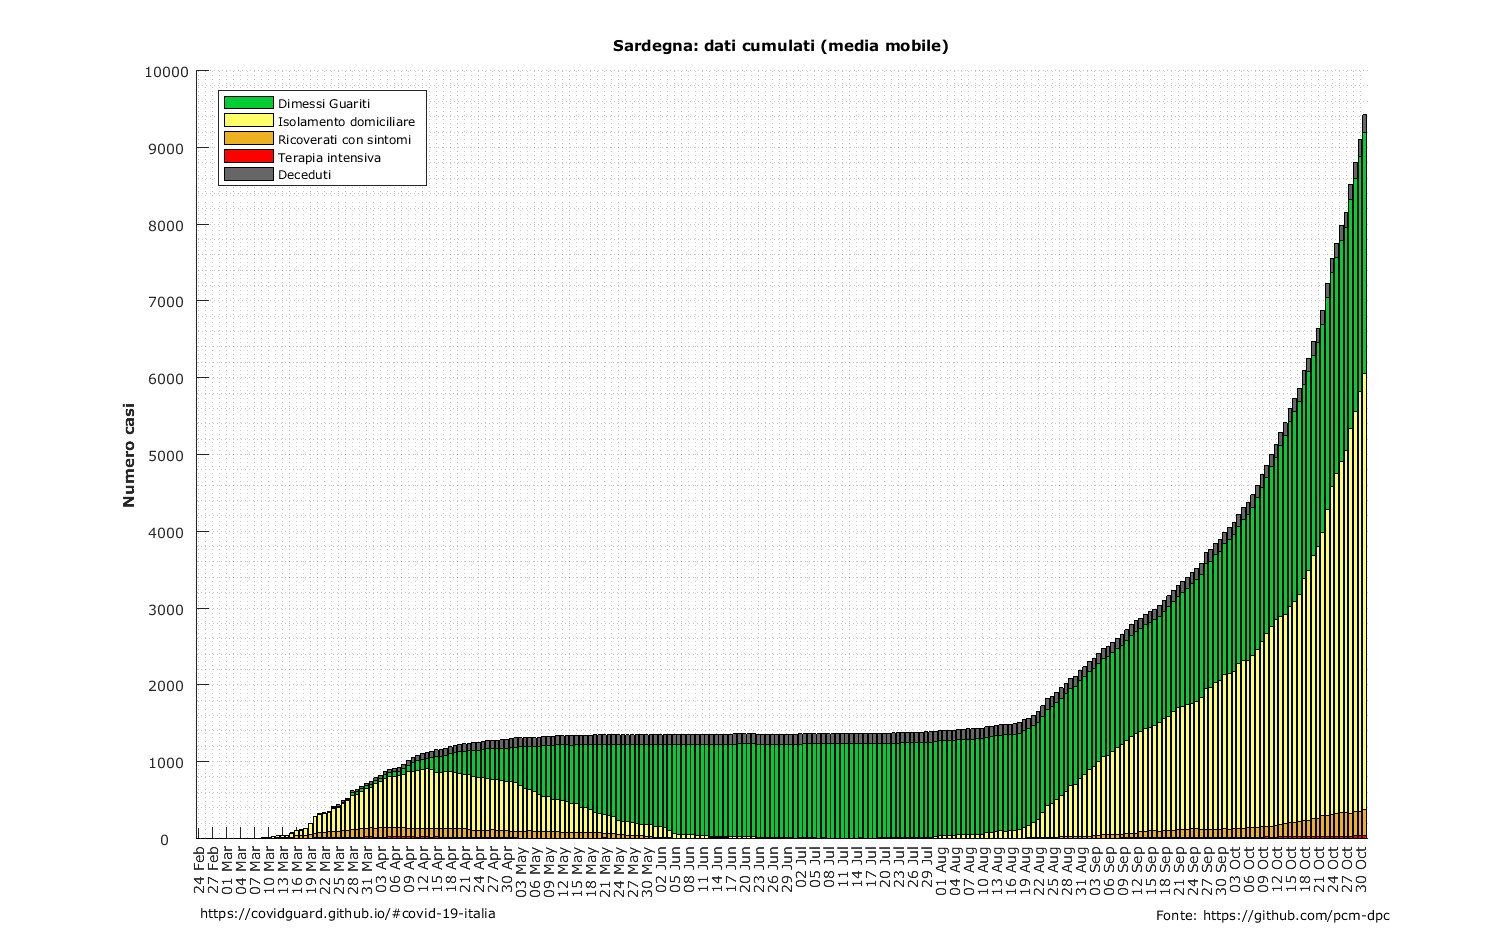 Sardegna: dati cumulati (media mobile)
10000
9000
8000
7000
6000
5000
4000
3000
2000
1000
0
Numero casi
Dimessi Guariti
Isolamento domiciliare
Ricoverati con sintomi
Terapia intensiva
Deceduti
24 Feb
27 Feb
01 Mar
04 Mar
07 Mar
10 Mar
13 Mar
16 Mar
19 Mar
22 Mar
25 Mar
28 Mar
31 Mar
03 Apr
06 Apr
09 Apr
12 Apr
15 Apr
18 Apr
21 Apr
24 Apr
27 Apr
30 Apr
03 May
06 May
09 May
12 May
15 May
18 May
21 May
24 May
27 May
30 May
02 Jun
05 Jun
08 Jun
11 Jun
14 Jun
17 Jun
20 Jun
23 Jun
26 Jun
29 Jun
02 Jul
05 Jul
08 Jul
11 Jul
14 Jul
17 Jul
20 Jul
23 Jul
26 Jul
29 Jul
01 Aug
04 Aug
07 Aug
10 Aug
13 Aug
16 Aug
19 Aug
22 Aug
25 Aug
28 Aug
31 Aug
03 Sep
06 Sep
09 Sep
12 Sep
15 Sep
18 Sep
21 Sep
24 Sep
27 Sep
30 Sep
03 Oct
06 Oct
09 Oct
12 Oct
15 Oct
18 Oct
21 Oct
24 Oct
27 Oct
30 Oct
https://covidguard.github.io/#covid-19-italia
Fonte: https://github.com/pcm-dpc